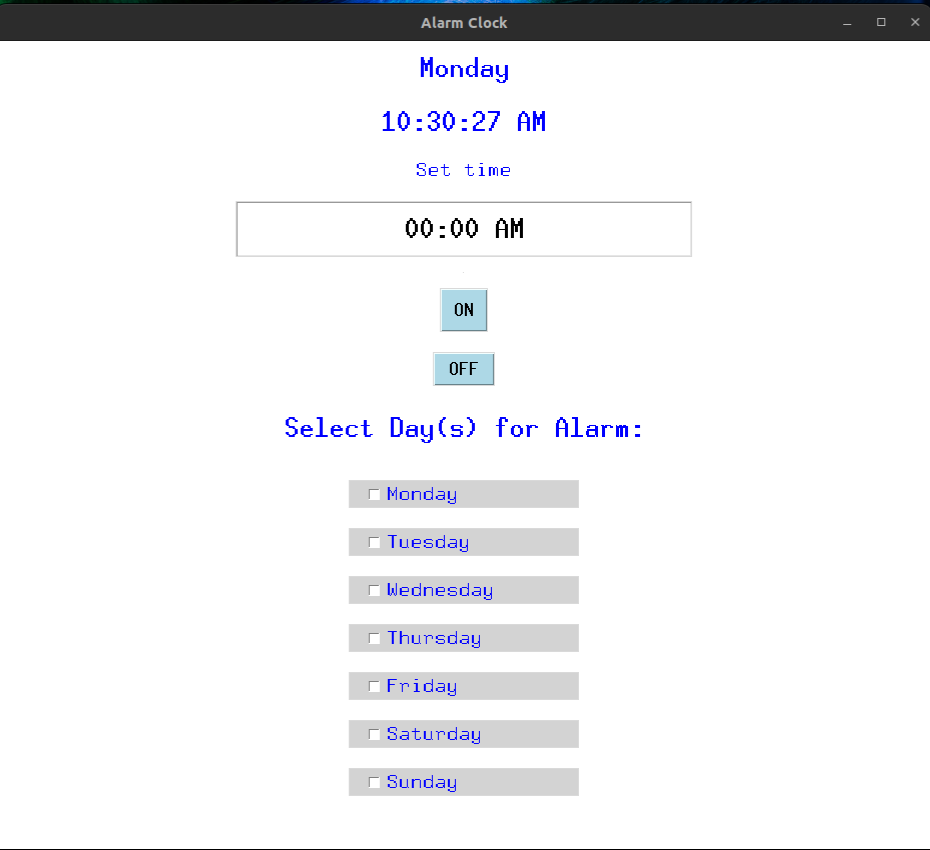 Alarm Clock
Monday
10:30:27 AM
Set time
00:00 AM
ON
OFF
Select Day(s) for Alarm:
Monday
Tuesday
Wednesday
Thursday
Friday
Saturday
Sunday